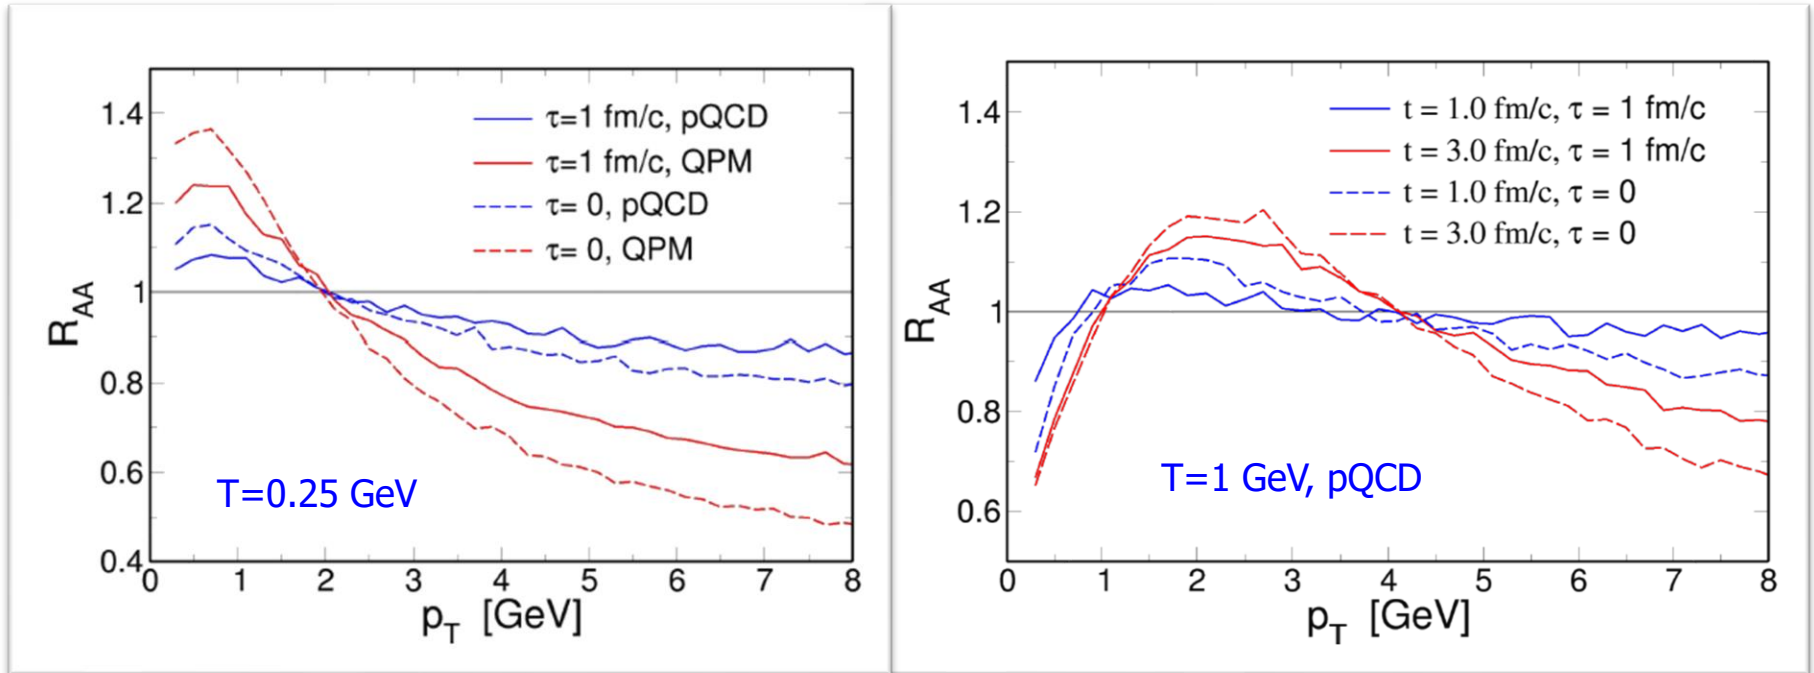 1.4
1.2
1
0.8
0.6
0.4
R_AA
τ=1 fm/c, pQCD
τ=1 fm/c, QPM
τ= 0, pQCD
τ= 0, QPM
T=0.25 GeV
0 1 2 3 4 5 6 7 8
p_T [GeV]
1.4
1.2
1
0.8
0.6
R_AA
t = 1.0 fm/c, τ = 1 fm/c
t = 3.0 fm/c, τ = 1 fm/c
t = 1.0 fm/c, τ = 0
t = 3.0 fm/c, τ = 0
T=1 GeV, pQCD
0 1 2 3 4 5 6 7 8
p_T [GeV]